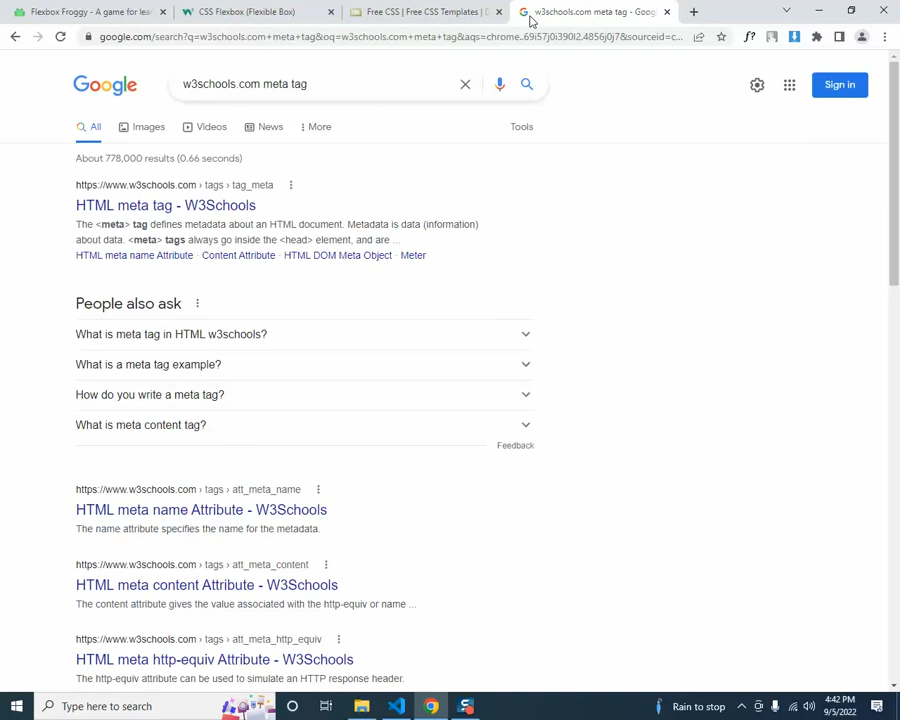 Flexbox Froggy - A game for lea
CSS Flexbox (Flexible Box)
Free CSS | Free CSS Templates | D
w3schools.com meta tag - Goog
google.com/search?q=w3schools.com+meta+tag&oq=w3schools.com+meta+tag&aqs=chrome..69i57j0i390l2.4856j0j7&sourceid=c...
Google
w3schools.com meta tag
Sign in
All
Images
Videos
News
More
Tools
About 778,000 results (0.66 seconds)
https://www.w3schools.com › tags › tag_meta
HTML meta tag - W3Schools
The <meta> tag defines metadata about an HTML document. Metadata is data (information)
about data. <meta> tags always go inside the <head> element, and are ...
HTML meta name Attribute · Content Attribute · HTML DOM Meta Object · Meter
People also ask
What is meta tag in HTML w3schools?
What is a meta tag example?
How do you write a meta tag?
What is meta content tag?
Feedback
https://www.w3schools.com › tags › att_meta_name
HTML meta name Attribute - W3Schools
The name attribute specifies the name for the metadata.
https://www.w3schools.com › tags › att_meta_content
HTML meta content Attribute - W3Schools
The content attribute gives the value associated with the http-equiv or name ...
https://www.w3schools.com › tags › att_meta_http_equiv
HTML meta http-equiv Attribute - W3Schools
The http-equiv attribute can be used to simulate an HTTP response header.
Type here to search
Rain to stop
4:42 PM
9/5/2022